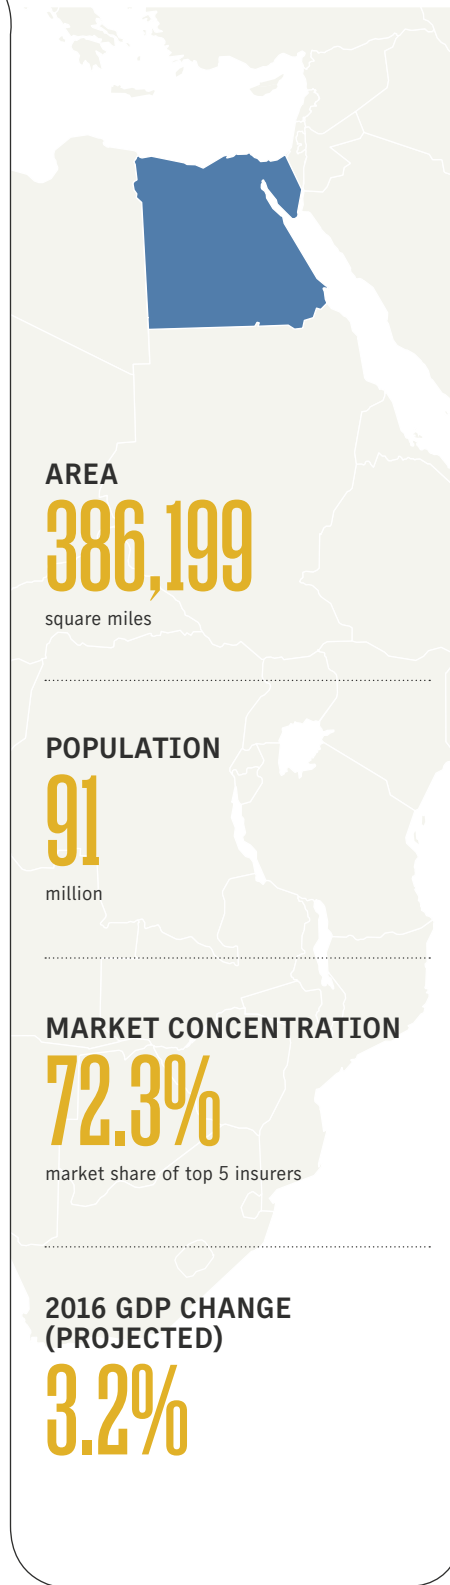 AREA
386,199
square miles
POPULATION
91
million
MARKET CONCENTRATION
72.3%
market share of top 5 insurers
2016 GDP CHANGE
(PROJECTED)
3.2%